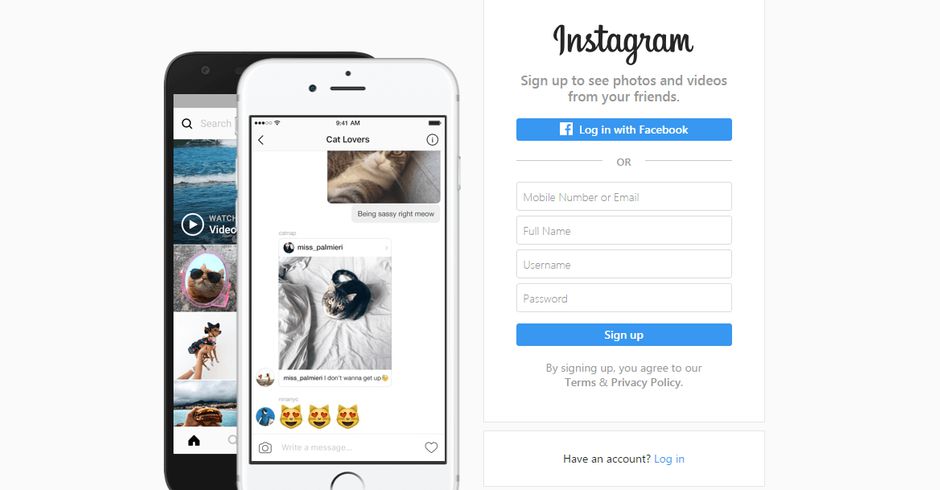 Search
WATCH
Video
9:41 AM
Cat Lovers
Being sassy right meow
catnap
miss_palmieri
miss_palmieri I don't wanna get up😴
ninanyc
😻 😻 😻
Write a message...
Instagram
Sign up to see photos and videos
from your friends.
Log in with Facebook
OR
Mobile Number or Email
Full Name
Username
Password
Sign up
By signing up, you agree to our
Terms & Privacy Policy.
Have an account? Log in